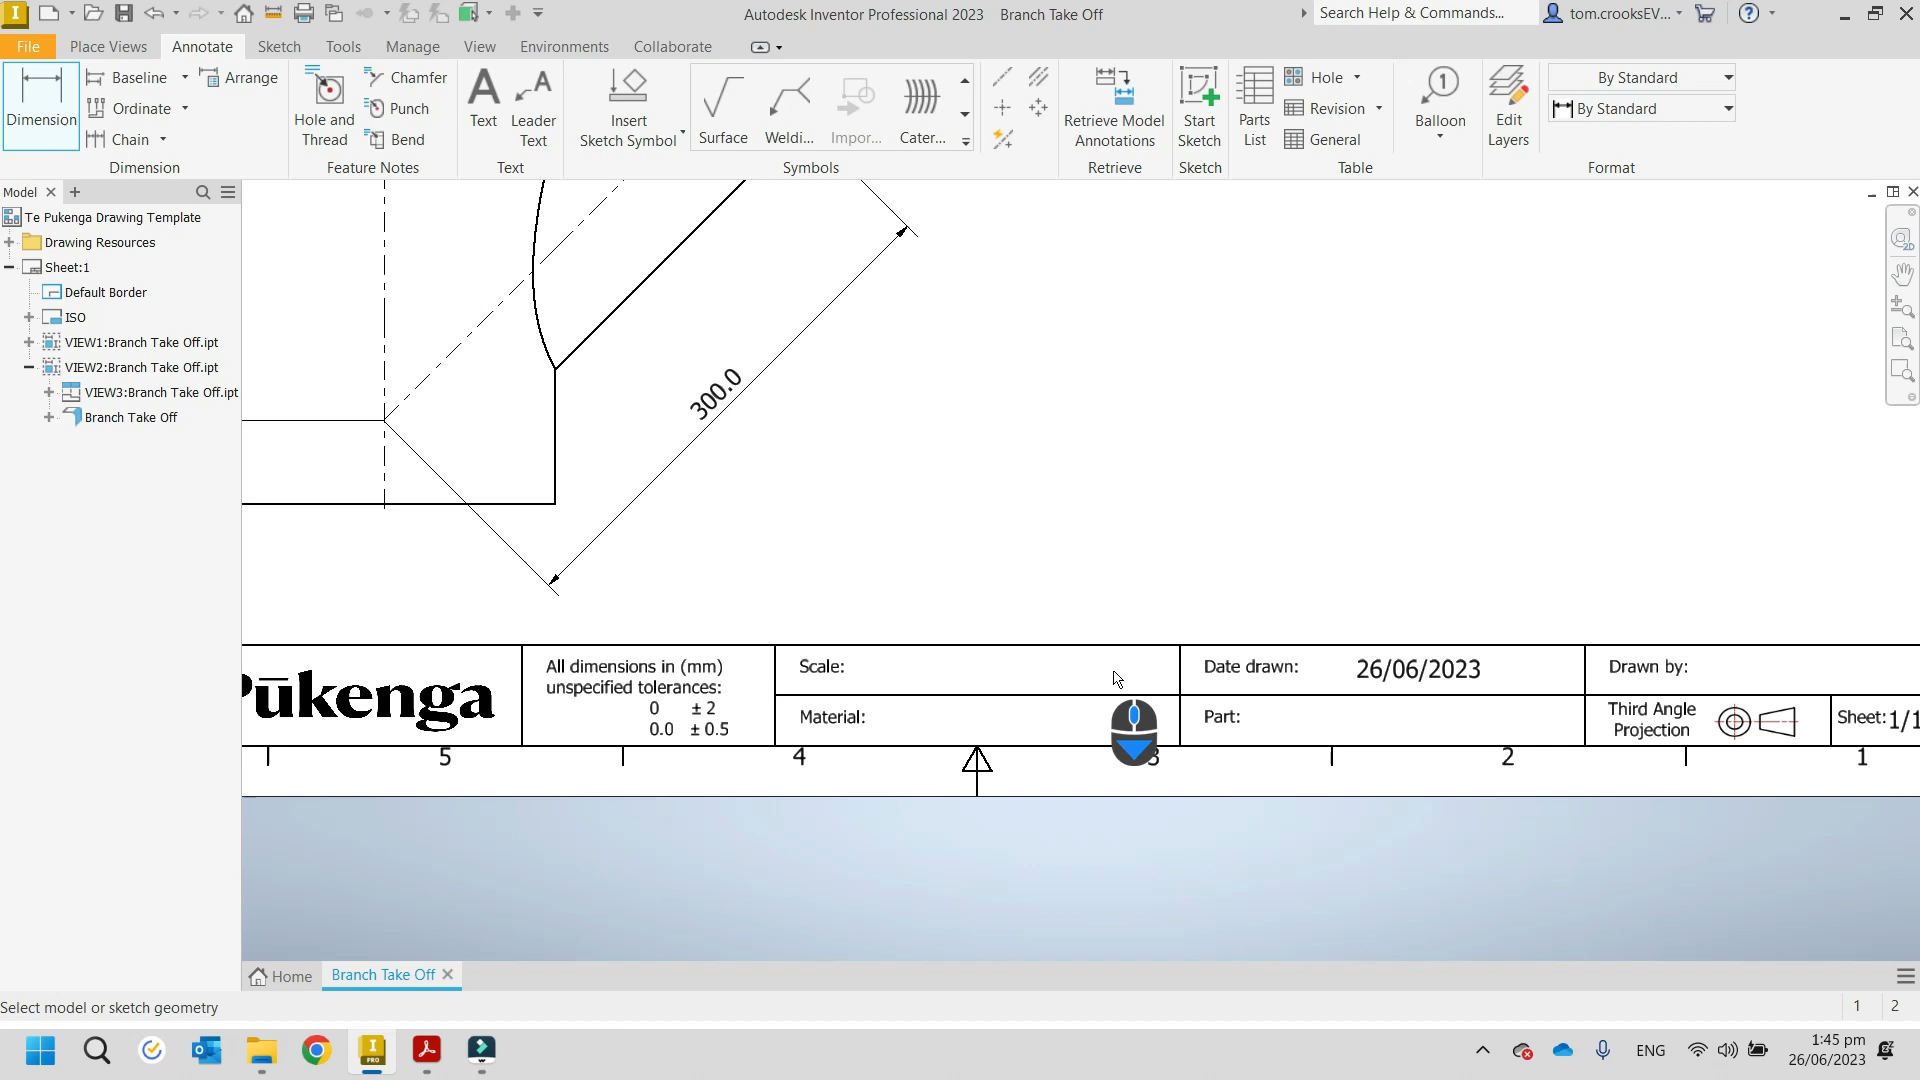 Autodesk Inventor Professional 2023 Branch Take Off
Search Help & Commands...
tom.crooksEV...
File
Place Views
Annotate
Sketch
Tools
Manage
View
Environments
Collaborate
Dimension
Baseline
Ordinate
Chain
Arrange
Dimension
Hole and
Thread
Chamfer
Punch
Bend
Feature Notes
Text
Leader
Text
Text
Insert
Sketch Symbol
Surface
Weldi...
Impor...
Cater...
Symbols
Retrieve Model
Annotations
Retrieve
Start
Sketch
Sketch
Parts
List
Hole
Revision
General
Table
Balloon
Edit
Layers
By Standard
By Standard
Format
Model
Te Pukenga Drawing Template
Drawing Resources
Sheet:1
Default Border
ISO
VIEW1:Branch Take Off.ipt
VIEW2:Branch Take Off.ipt
VIEW3:Branch Take Off.ipt
Branch Take Off
300.0
Pūkenga
All dimensions in (mm)
unspecified tolerances:
0 ± 2
0.0 ± 0.5
Scale:
Material:
Date drawn: 26/06/2023
Part:
Drawn by:
Third Angle
Projection
Sheet: 1/1
5 4 3 2 1
Home
Branch Take Off
Select model or sketch geometry
1 2
ENG
1:45 pm
26/06/2023